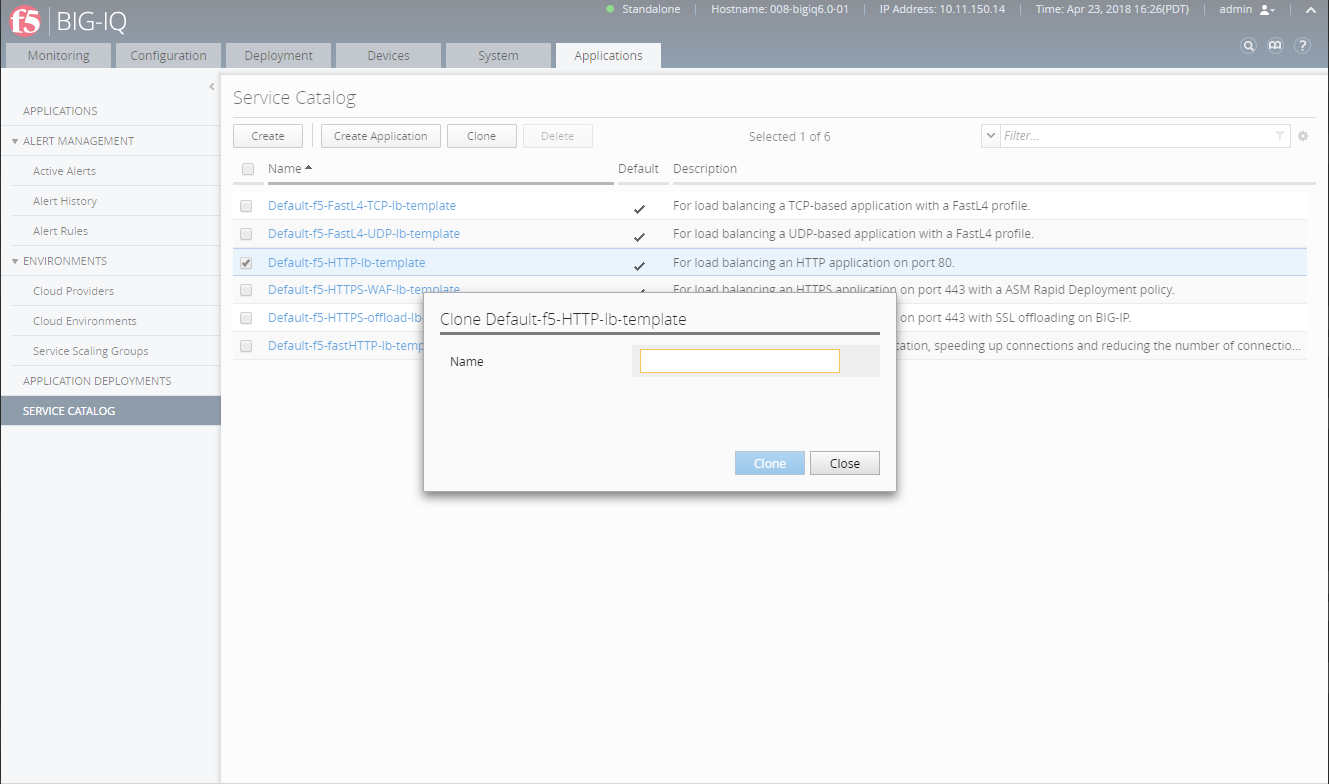 f5 BIG-IQ
Standalone Hostname: 008-bigiq6.0-01 IP Address: 10.11.150.14 Time: Apr 23, 2018 16:26(PDT) admin
Monitoring Configuration Deployment Devices System Applications
?
APPLICATIONS
ALERT MANAGEMENT
Active Alerts
Alert History
Alert Rules
ENVIRONMENTS
Cloud Providers
Cloud Environments
Service Scaling Groups
APPLICATION DEPLOYMENTS
SERVICE CATALOG
Service Catalog
Create Create Application Clone Delete Selected 1 of 6 Filter...
Name Default Description
Default-f5-FastL4-TCP-lb-template For load balancing a TCP-based application with a FastL4 profile.
Default-f5-FastL4-UDP-lb-template For load balancing a UDP-based application with a FastL4 profile.
Default-f5-HTTP-lb-template For load balancing an HTTP application on port 80.
Default-f5-HTTPS-WAF-lb-template For load balancing an HTTPS application on port 443 with a ASM Rapid Deployment policy.
Default-f5-HTTPS-offload-lb- on port 443 with SSL offloading on BIG-IP.
Default-f5-fastHTTP-lb-temp cation, speeding up connections and reducing the number of connectio...
Clone Default-f5-HTTP-lb-template
Name
Clone Close